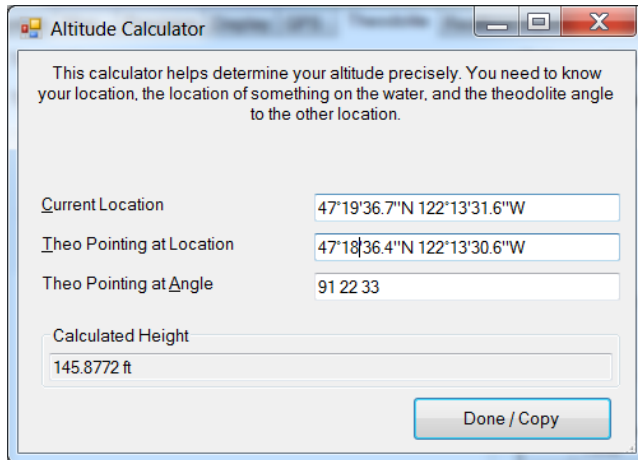 Altitude Calculator
This calculator helps determine your altitude precisely. You need to know
your location, the location of something on the water, and the theodolite angle
to the other location.
Current Location 47°19'36.7"N 122°13'31.6"W
Theo Pointing at Location 47°18'36.4"N 122°13'30.6"W
Theo Pointing at Angle 91 22 33
Calculated Height
145.8772 ft
Done / Copy